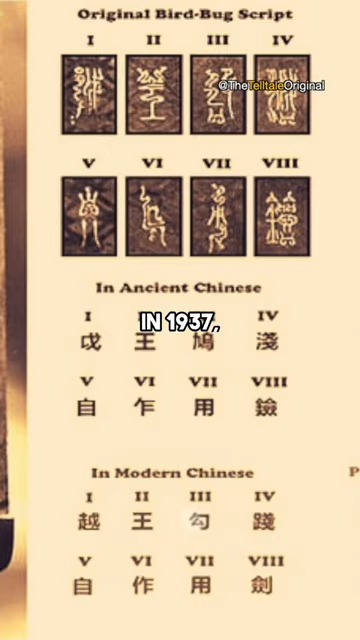 Original Bird-Bug Script
I II III IV
@TheTelltaleOriginal
V VI VII VIII
In Ancient Chinese
I IV
IN 1937,
戉 王 鳩 淺
V VI VII VIII
自 乍 用 鐱
In Modern Chinese
I II III IV
越 王 勾 踐
V VI VII VIII
自 作 用 劍
P